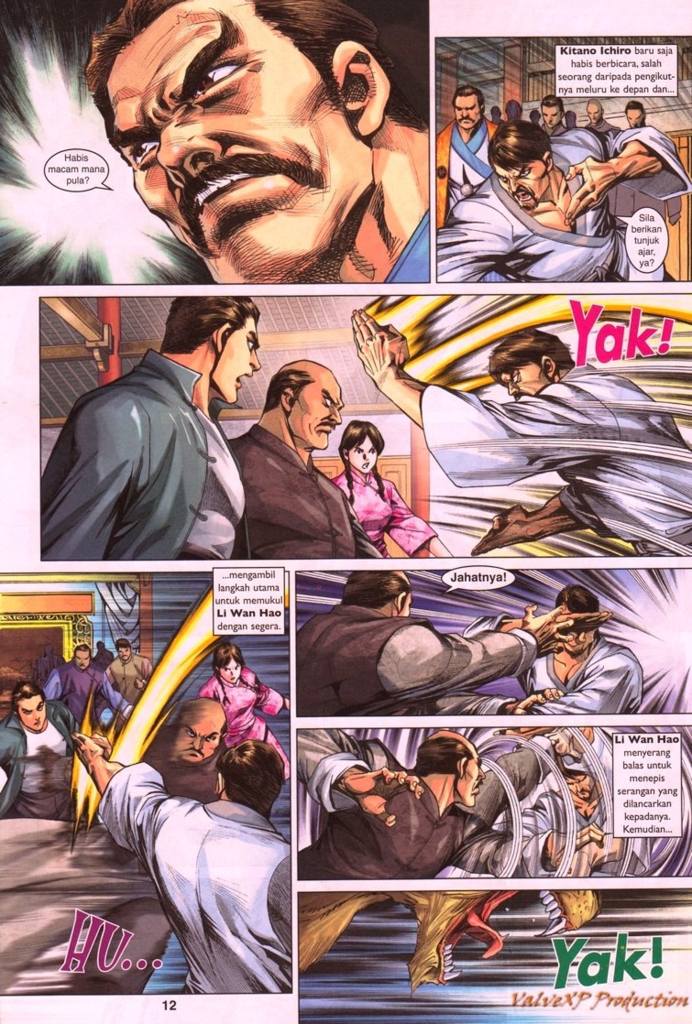 Habis
macam mana
pula?
Kitano Ichiro baru saja
habis berbicara, salah
seorang daripada pengikut-
nya meluru ke depan dan...
Sila
berikan
tunjuk
ajar,
ya?
Yak!
...mengambil
langkah utama
untuk memukul
Li Wan Hao
dengan segera.
HU...
Jahatnya!
Li Wan Hao
menyerang
balas untuk
menepis
serangan yang
dilancarkan
kepadanya.
Kemudian...
Yak!
ValveXP Production
12